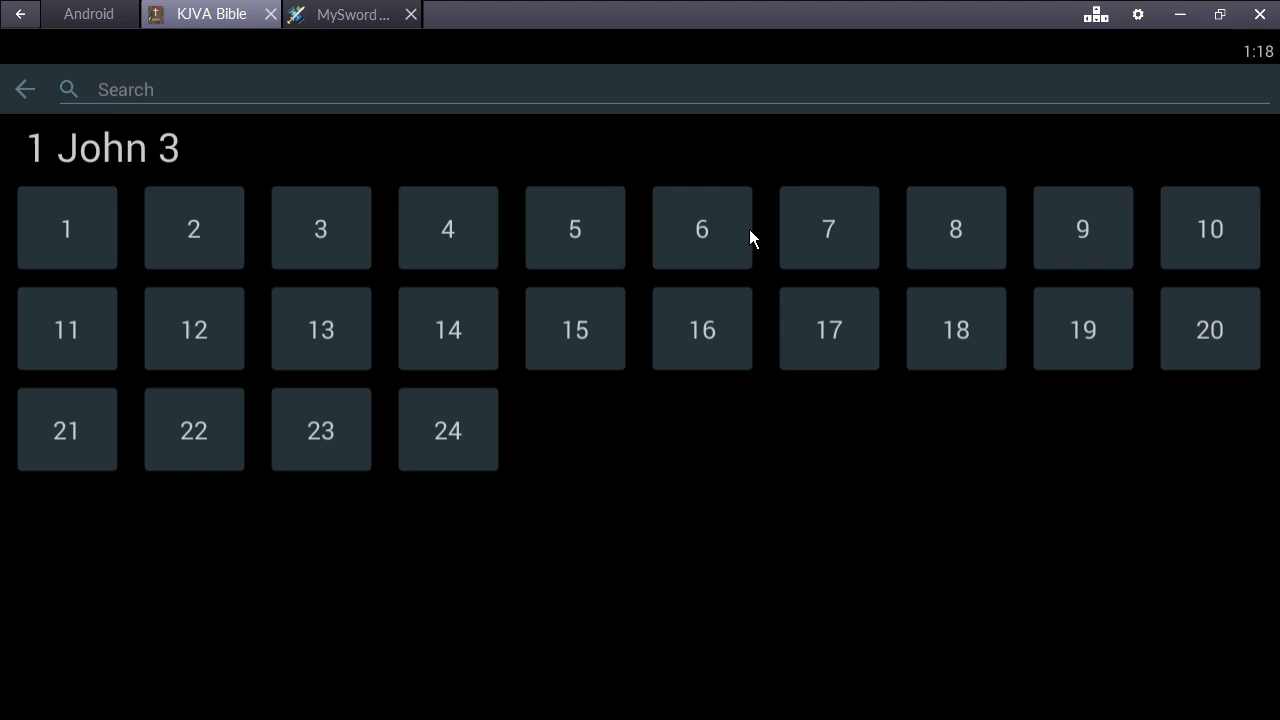 Android
KJVA Bible
MySword ...
1:18
Search
1 John 3
1 2 3 4 5 6 7 8 9 10
11 12 13 14 15 16 17 18 19 20
21 22 23 24